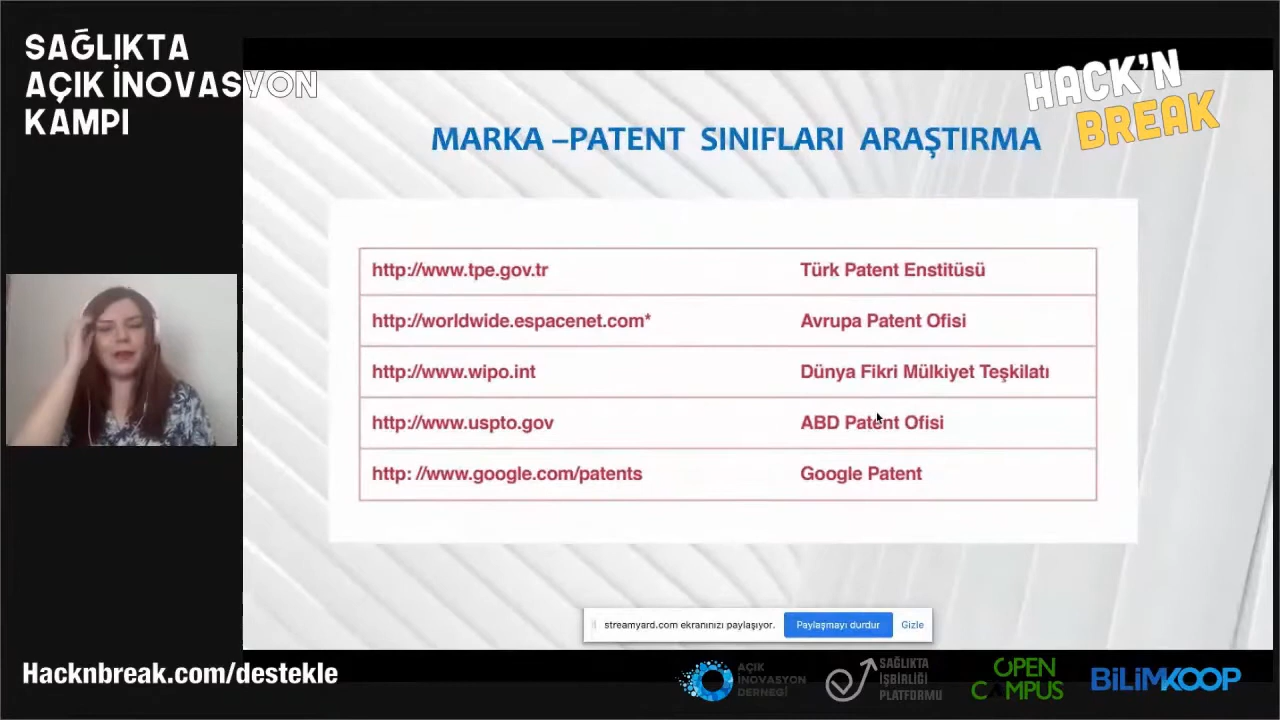 SAĞLIKTA
AÇIK İNOVASYON
KAMPI
HACK'N
BREAK
MARKA –PATENT SINIFLARI ARAŞTIRMA
http://www.tpe.gov.tr Türk Patent Enstitüsü
http://worldwide.espacenet.com* Avrupa Patent Ofisi
http://www.wipo.int Dünya Fikri Mülkiyet Teşkilatı
http://www.uspto.gov ABD Patent Ofisi
http: //www.google.com/patents Google Patent
streamyard.com ekranınızı paylaşıyor. Paylaşmayı durdur Gizle
Hacknbreak.com/destekle
AÇIK
İNOVASYON
DERNEĞİ
SAĞLIKTA
İŞBİRLİĞİ
PLATFORMU
OPEN
CAMPUS
BİLİMKOOP